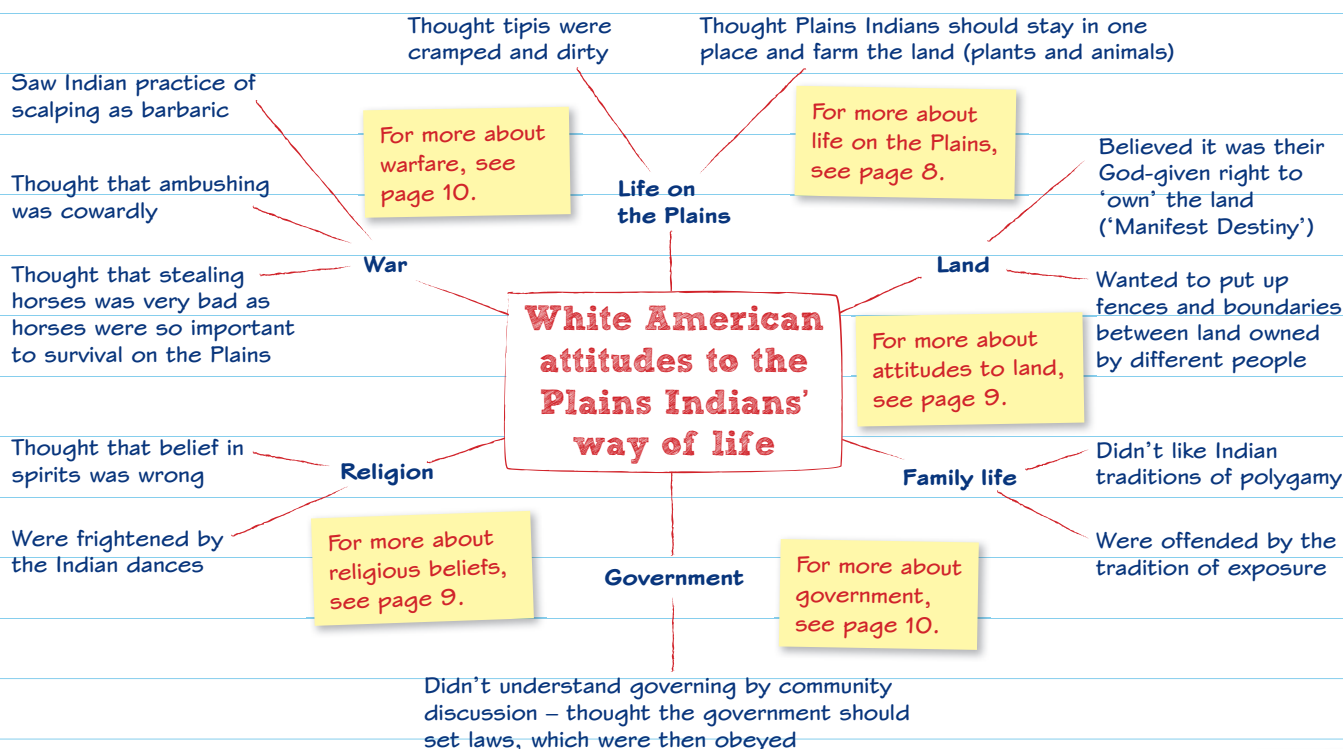 Thought tipis were
cramped and dirty
Thought Plains Indians should stay in one
place and farm the land (plants and animals)
Saw Indian practice of
scalping as barbaric
For more about
warfare, see
page 10.
For more about
life on the Plains,
see page 8.
Believed it was their
God-given right to
‘own’ the land
(‘Manifest Destiny’)
Thought that ambushing
was cowardly
Life on
the Plains
War
Land
Thought that stealing
horses was very bad as
horses were so important
to survival on the Plains
Wanted to put up
fences and boundaries
between land owned
by different people
White American
attitudes to the
Plains Indians’
way of life
For more about
attitudes to land,
see page 9.
Thought that belief in
spirits was wrong
Religion
Family life
Didn’t like Indian
traditions of polygamy
Were frightened by
the Indian dances
For more about
religious beliefs,
see page 9.
Government
For more about
government,
see page 10.
Were offended by the
tradition of exposure
Didn’t understand governing by community
discussion – thought the government should
set laws, which were then obeyed